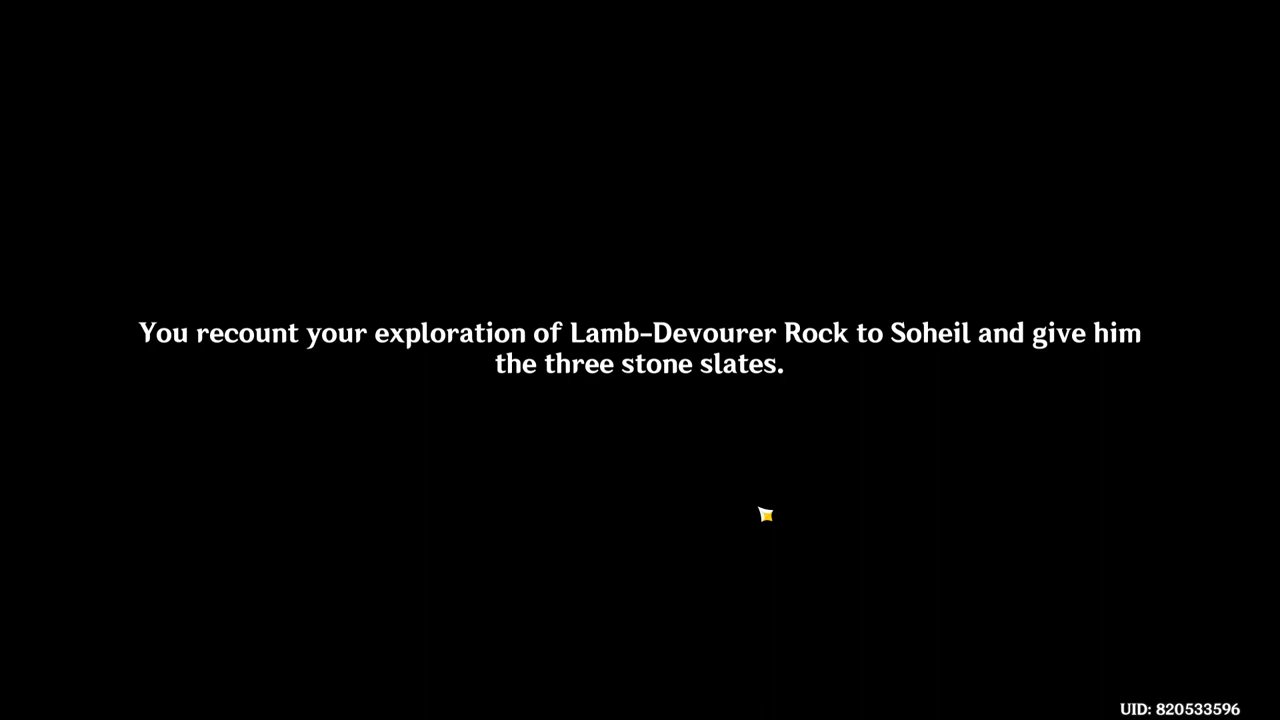 You recount your exploration of Lamb-Devourer Rock to Soheil and give him
the three stone slates.
UID: 820533596